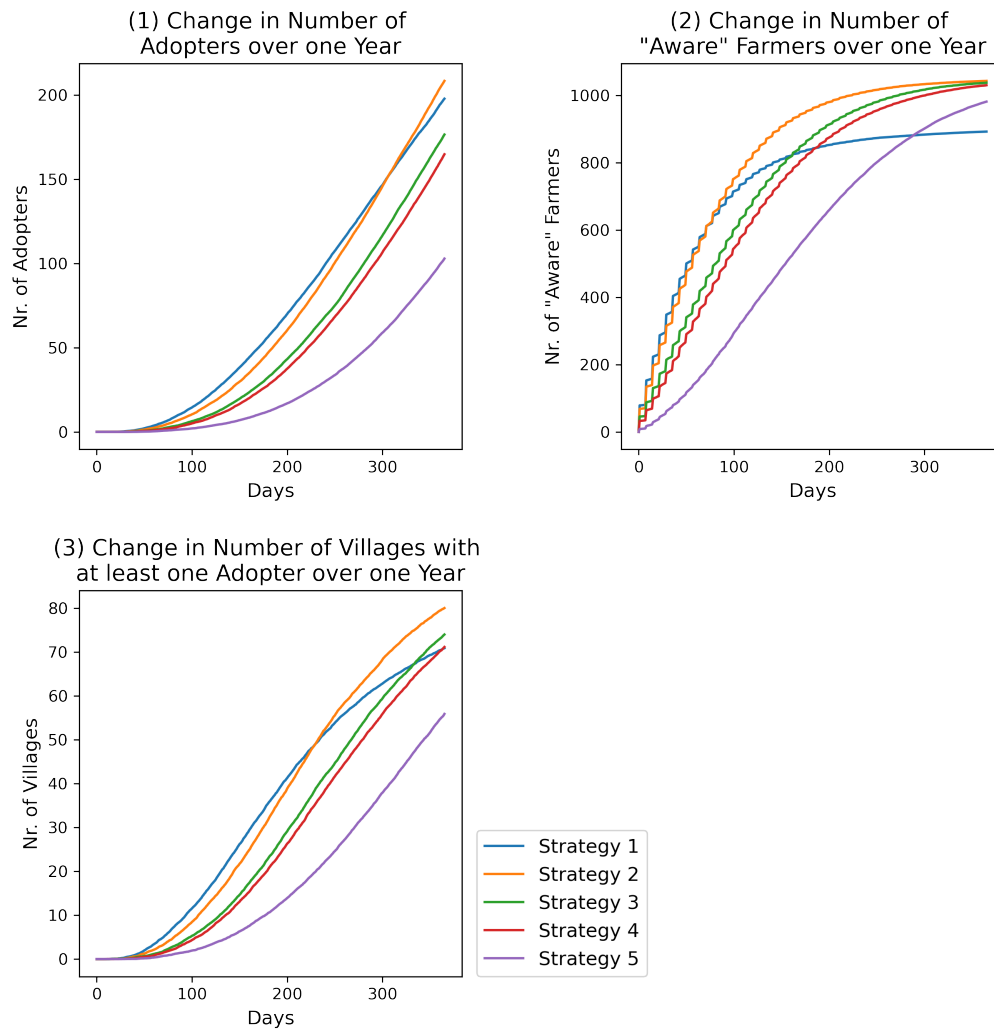 (1) Change in Number of
Adopters over one Year
Nr. of Adopters
200
150
100
50
0
0 100 200 300
Days
(2) Change in Number of
"Aware" Farmers over one Year
Nr. of "Aware" Farmers
1000
800
600
400
200
0
0 100 200 300
Days
(3) Change in Number of Villages with
at least one Adopter over one Year
Nr. of Villages
80
70
60
50
40
30
20
10
0
0 100 200 300
Days
Strategy 1
Strategy 2
Strategy 3
Strategy 4
Strategy 5